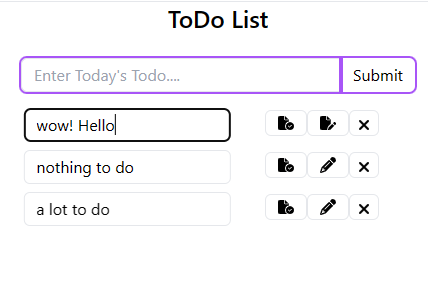 ToDo List
Enter Today's Todo.... Submit
wow! Hello
nothing to do
a lot to do